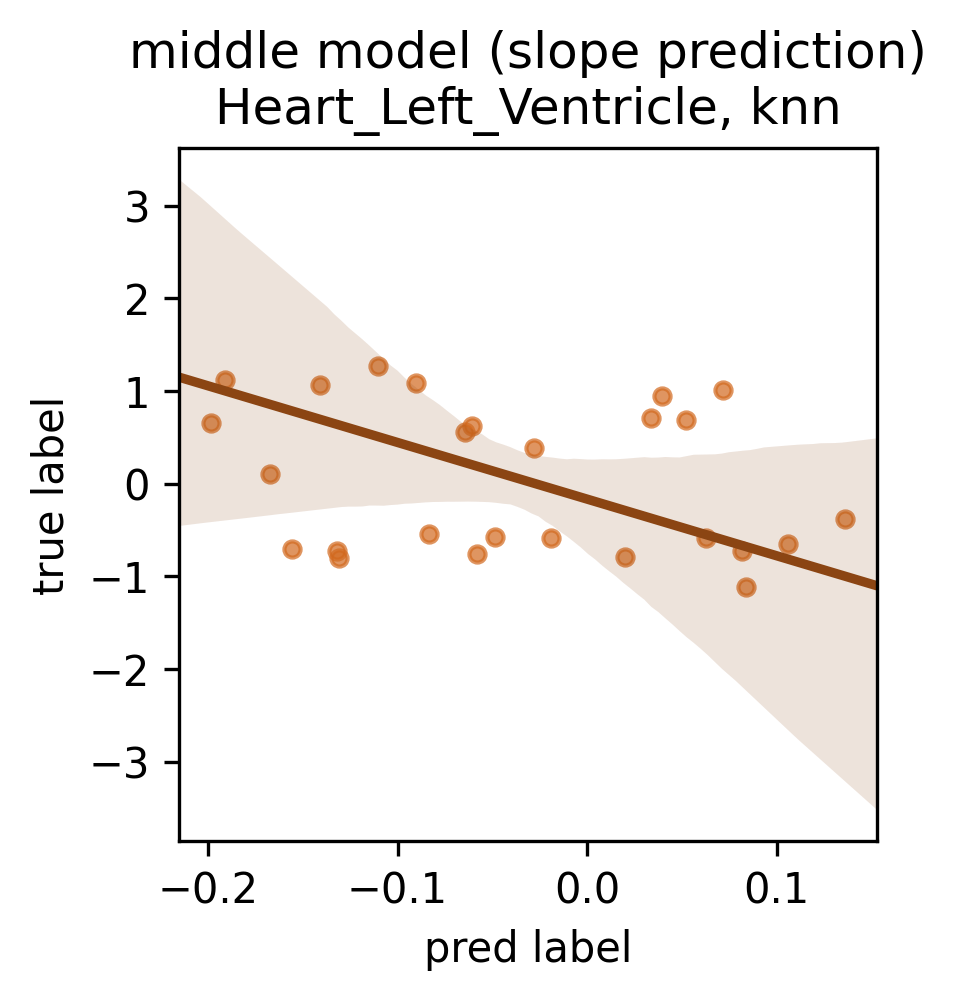 middle model (slope prediction)
Heart_Left_Ventricle, knn
3
2
1
0
−1
−2
−3
true label
−0.2
−0.1
0.0
0.1
pred label